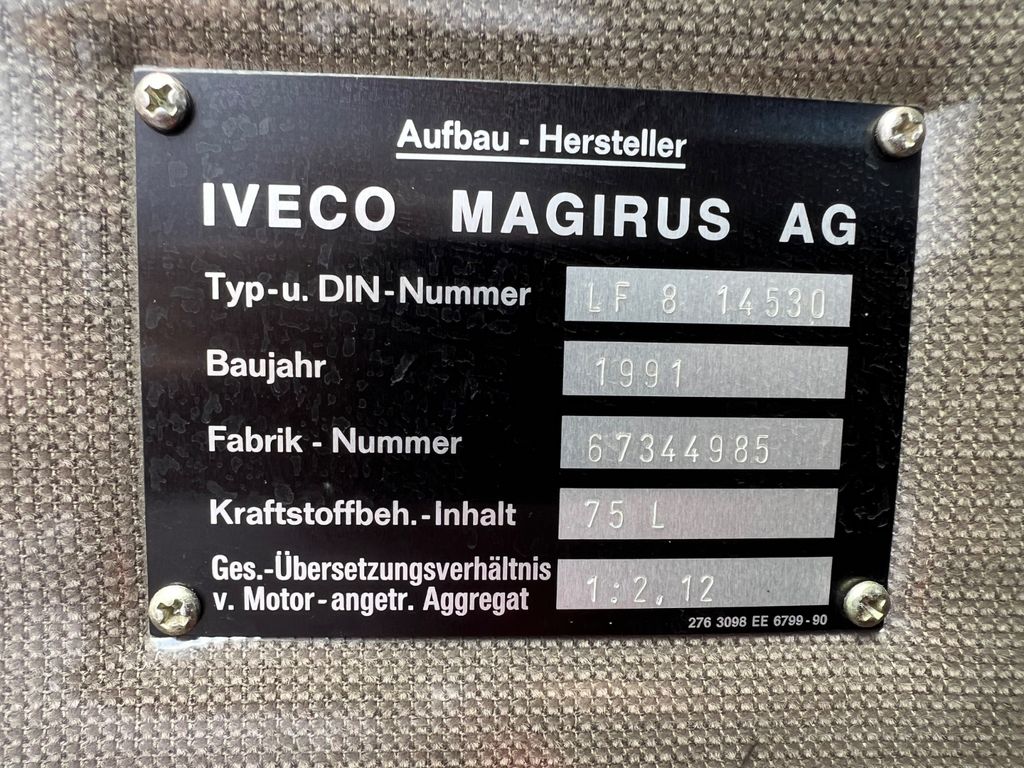 Aufbau - Hersteller
IVECO MAGIRUS AG
Typ-u. DIN-Nummer LF 8 14530
Baujahr 1991
Fabrik - Nummer 67344985
Kraftstoffbeh.-Inhalt 75 L
Ges.-Übersetzungsverhältnis
v. Motor-angetr. Aggregat 1:2,12
276 3098 EE 6799-90